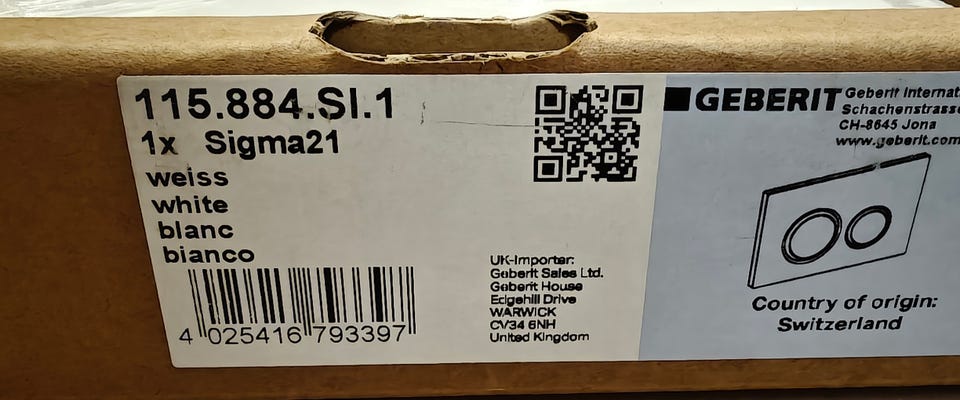 115.884.SI.1
1x Sigma21
weiss
white
blanc
bianco
4 025416 793397
UK-Importer:
Geberit Sales Ltd.
Geberit House
Edgehill Drive
WARWICK
CV34 6NH
United Kingdom
GEBERIT
Geberit Internat
Schachenstrasse
CH-8645 Jona
www.geberit.com
Country of origin:
Switzerland